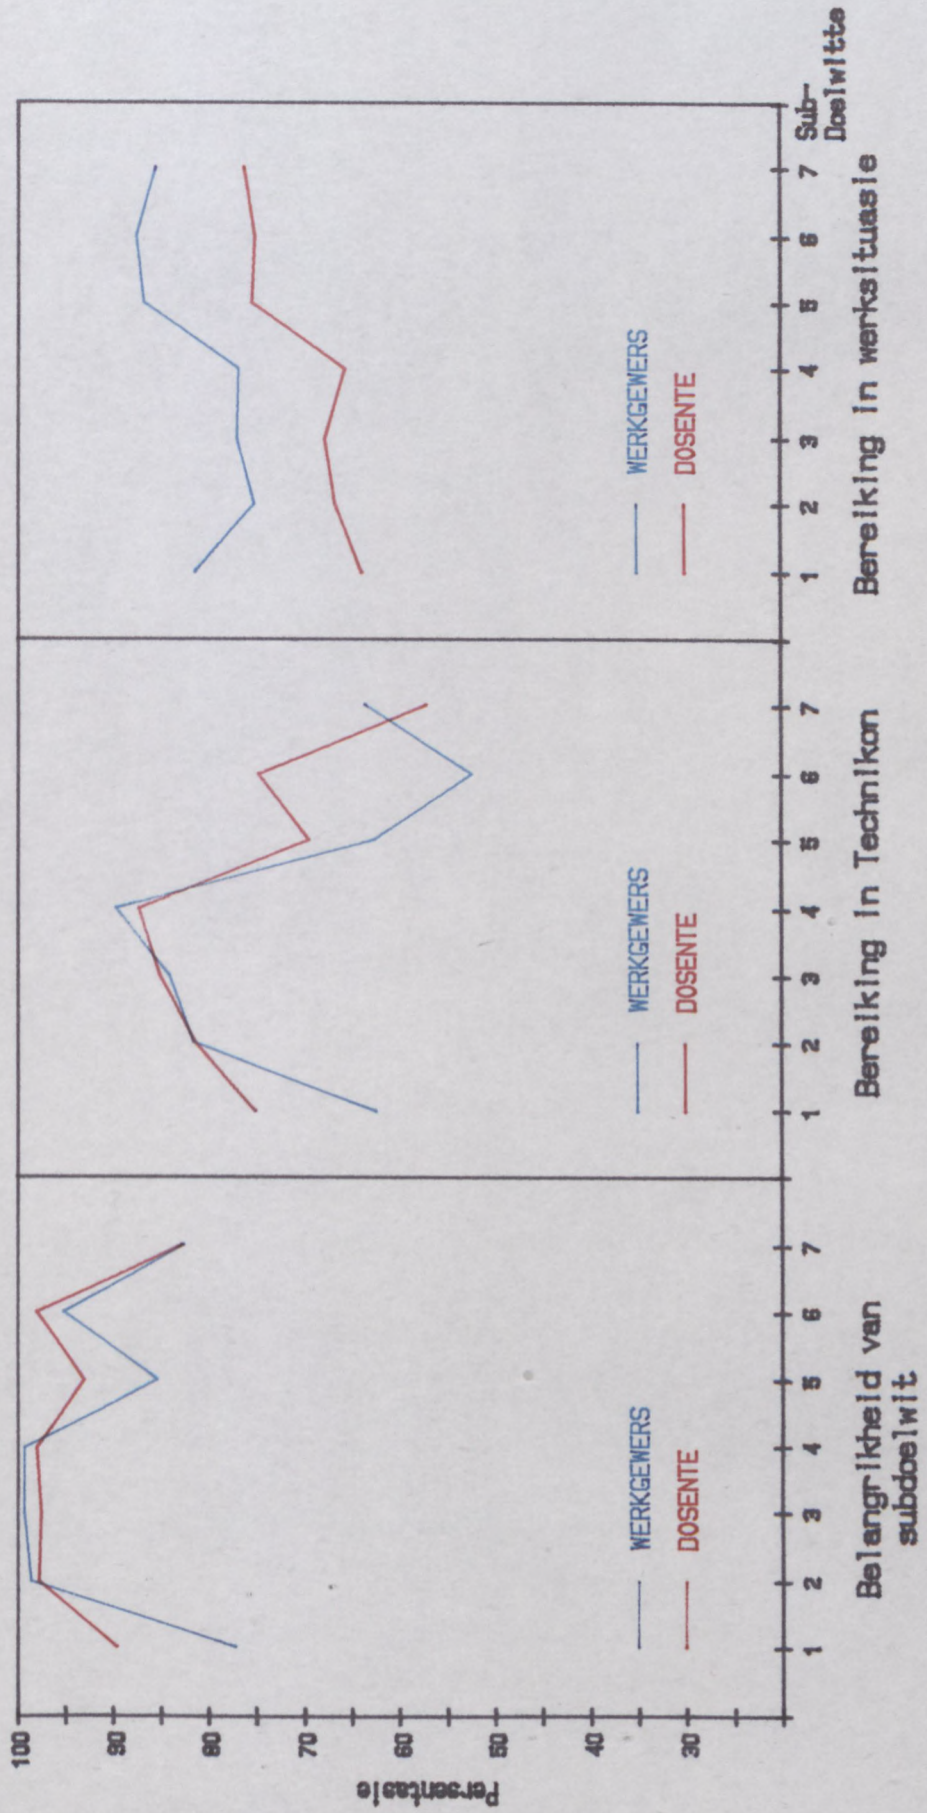 Persentasie
100
90
80
70
60
50
40
30
WERKGEWERS
DOSENTE
1 2 3 4 5 6 7
Belangrikheid van
subdoelwit
WERKGEWERS
DOSENTE
1 2 3 4 5 6 7
Bereiking in Technikon
WERKGEWERS
DOSENTE
1 2 3 4 5 6 7
Sub-
Doelwitte
Bereiking in werksituasie